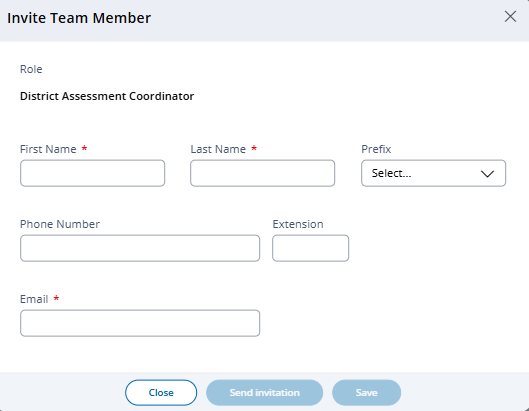 Invite Team Member
Role
District Assessment Coordinator
First Name * Last Name * Prefix
Select...
Phone Number Extension
Email *
Close Send invitation Save